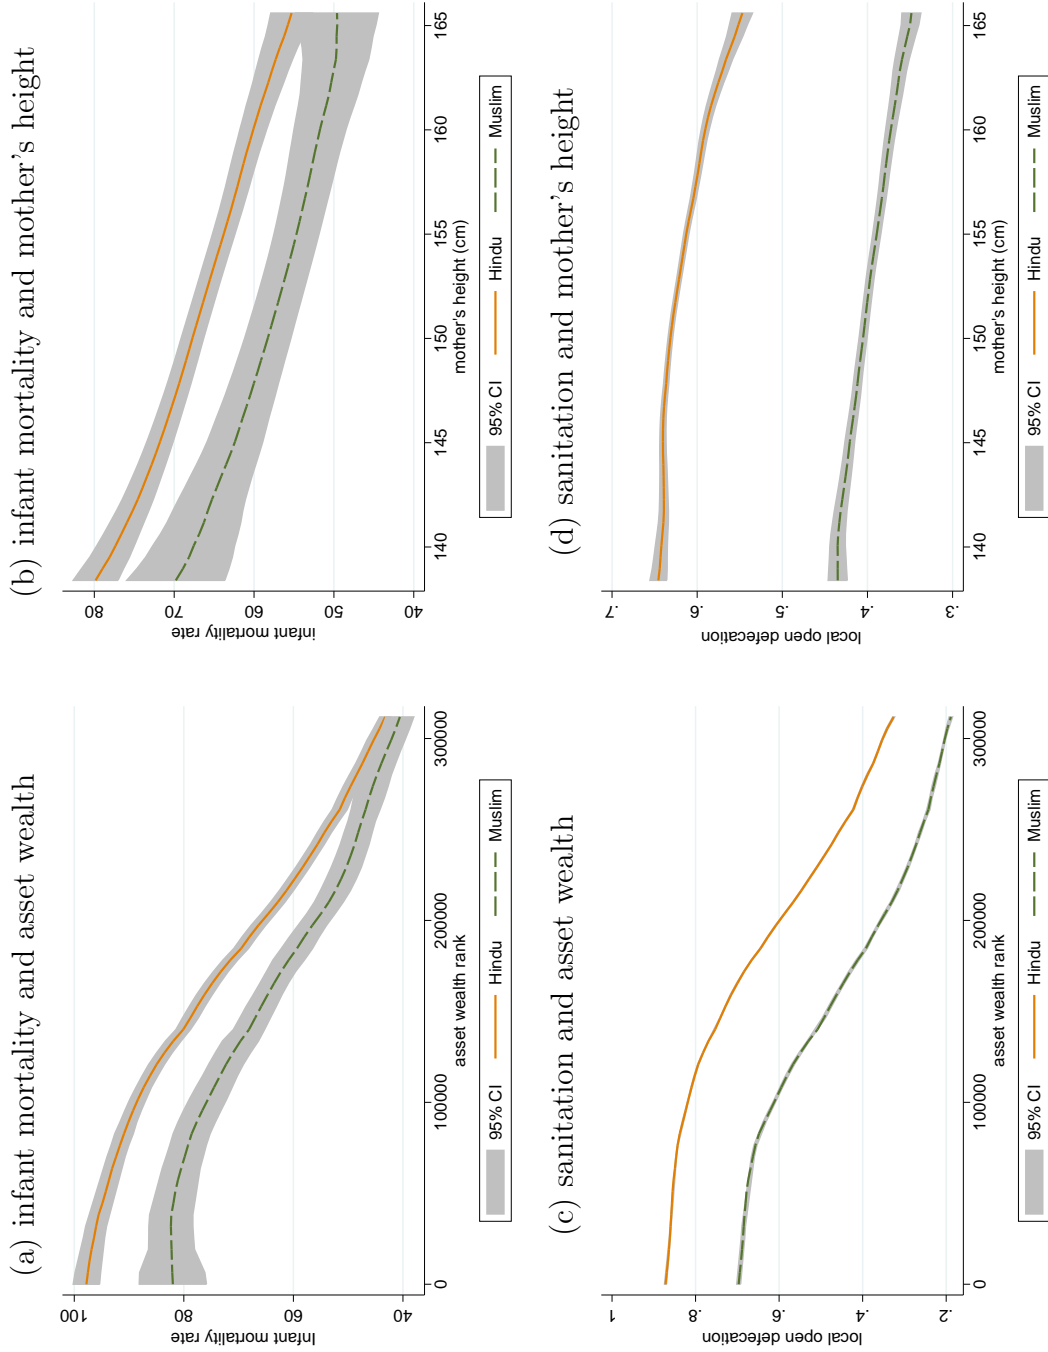 (a) infant mortality and asset wealth
Infant mortality rate
100
80
60
40
0
100000
200000
300000
asset wealth rank
95% CI
Hindu
Muslim
(b) infant mortality and mother's height
infant mortality rate
80
70
60
50
40
140
145
150
155
160
165
mother's height (cm)
95% CI
Hindu
Muslim
(c) sanitation and asset wealth
local open defecation
1
.8
.6
.4
.2
0
100000
200000
300000
asset wealth rank
95% CI
Hindu
Muslim
(d) sanitation and mother's height
local open defecation
.7
.6
.5
.4
.3
140
145
150
155
160
165
mother's height (cm)
95% CI
Hindu
Muslim